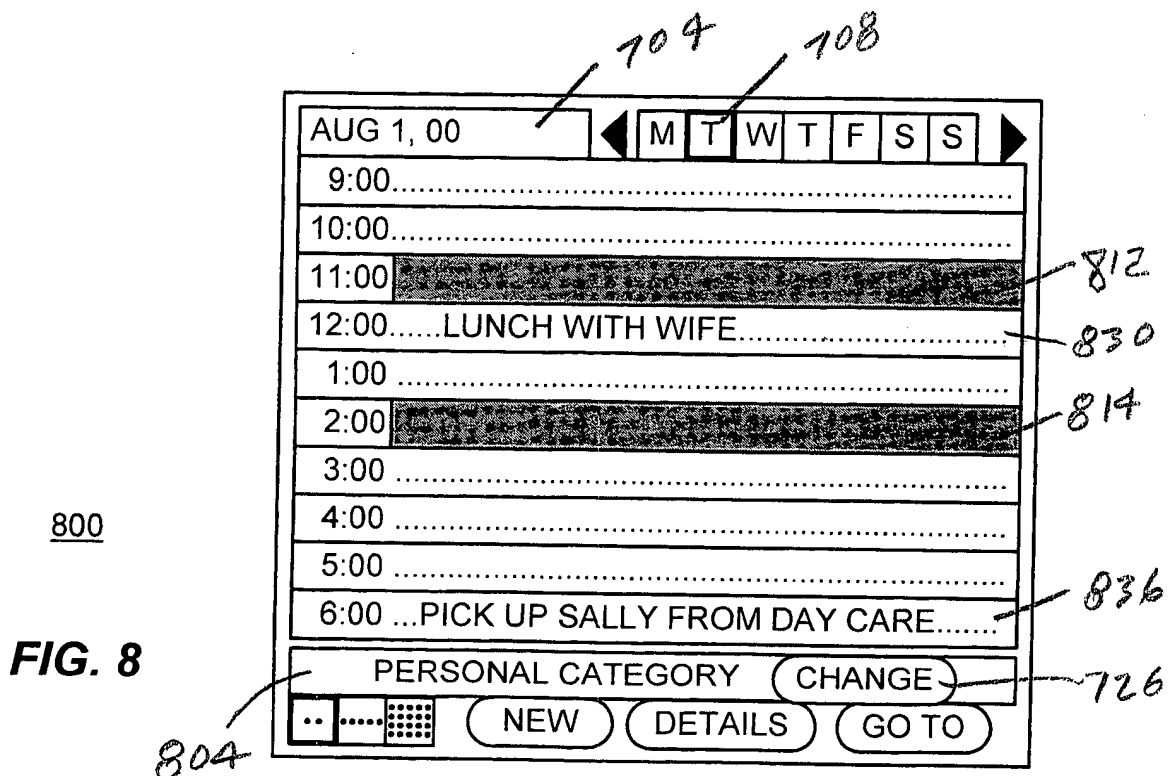 704 708
AUG 1, 00 M T W T F S S
9:00..............................................................
10:00.............................................................
11:00 812
12:00......LUNCH WITH WIFE........................... 830
1:00 .............................................................
2:00 814
3:00 .............................................................
4:00 .............................................................
800
5:00 .............................................................
6:00 ...PICK UP SALLY FROM DAY CARE....... 836
FIG. 8
PERSONAL CATEGORY CHANGE 726
NEW DETAILS GO TO
804